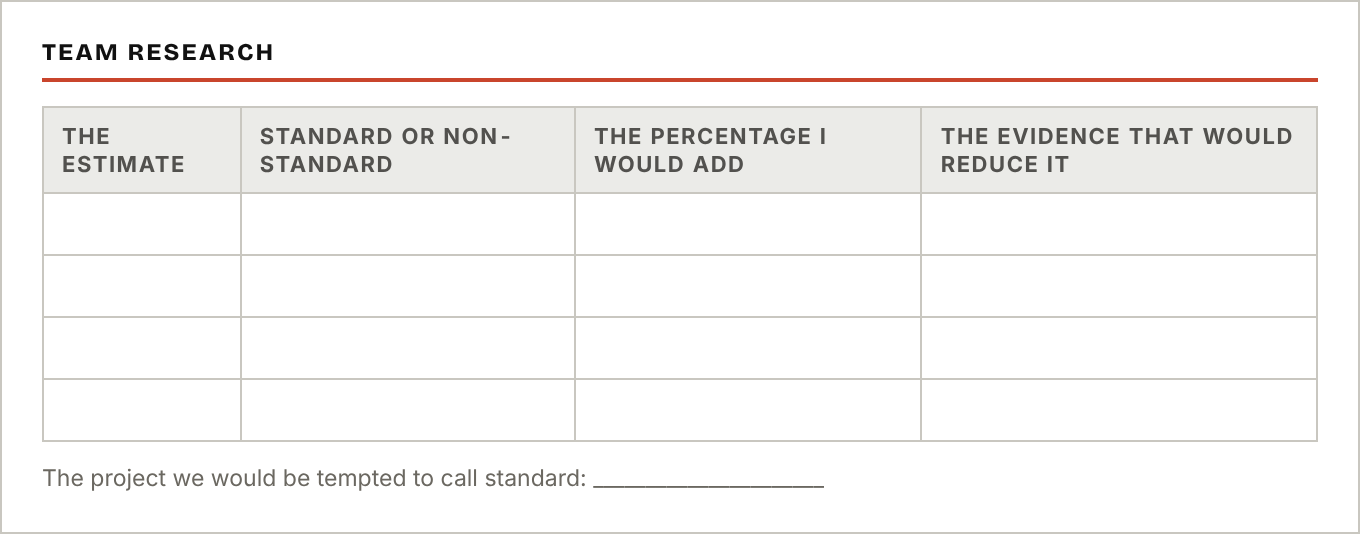 TEAM RESEARCH
THE
ESTIMATE
STANDARD OR NON-
STANDARD
THE PERCENTAGE I
WOULD ADD
THE EVIDENCE THAT WOULD
REDUCE IT
The project we would be tempted to call standard: ____________________